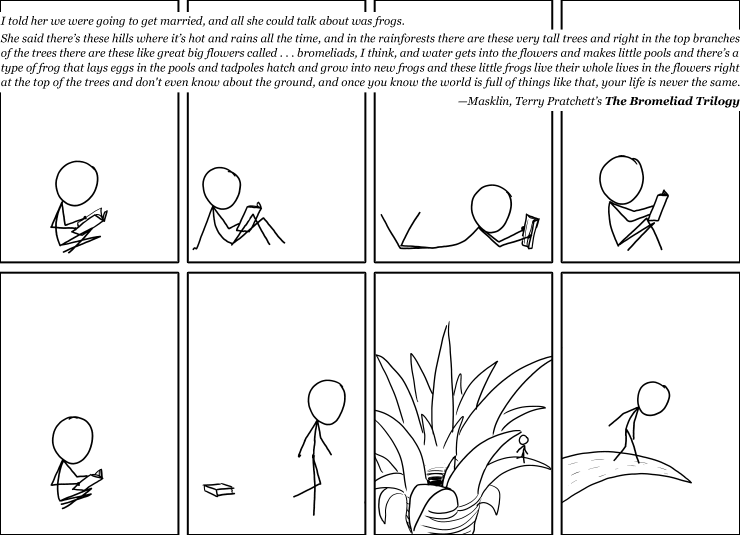 I told her we were going to get married, and all she could talk about was frogs.
She said there's these hills where it's hot and rains all the time, and in the rainforests there are these very tall trees and right in the top branches
of the trees there are these like great big flowers called . . . bromeliads, I think, and water gets into the flowers and makes little pools and there's a
type of frog that lays eggs in the pools and tadpoles hatch and grow into new frogs and these little frogs live their whole lives in the flowers right
at the top of the trees and don't even know about the ground, and once you know the world is full of things like that, your life is never the same.
—Masklin, Terry Pratchett's The Bromeliad Trilogy